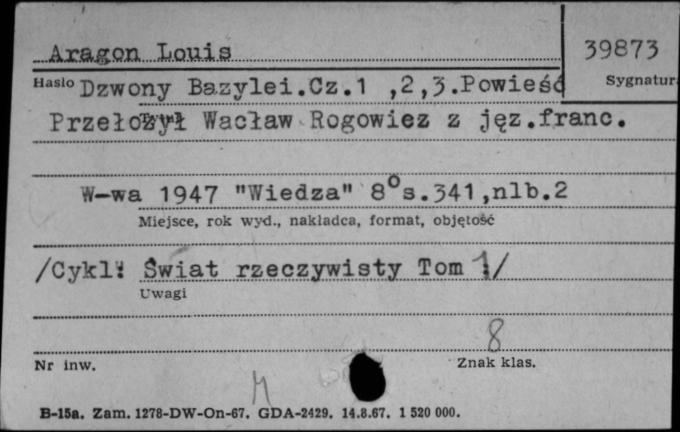 Aragon Louis
39873
Hasło Dzwony Bazylei.Cz.1 ,2,3.Powieść
Sygnatura
Przełożył Wacław Rogowiez z jęz.franc.
W-wa 1947 "Wiedza" 8°s.341,nlb.2
Miejsce, rok wyd., nakładca, format, objętość
/Cykl: Świat rzeczywisty Tom 1/
Uwagi
8
Nr inw.
Znak klas.
M
B-15a. Zam. 1278-DW-On-67. GDA-2429. 14.8.67. 1 520 000.